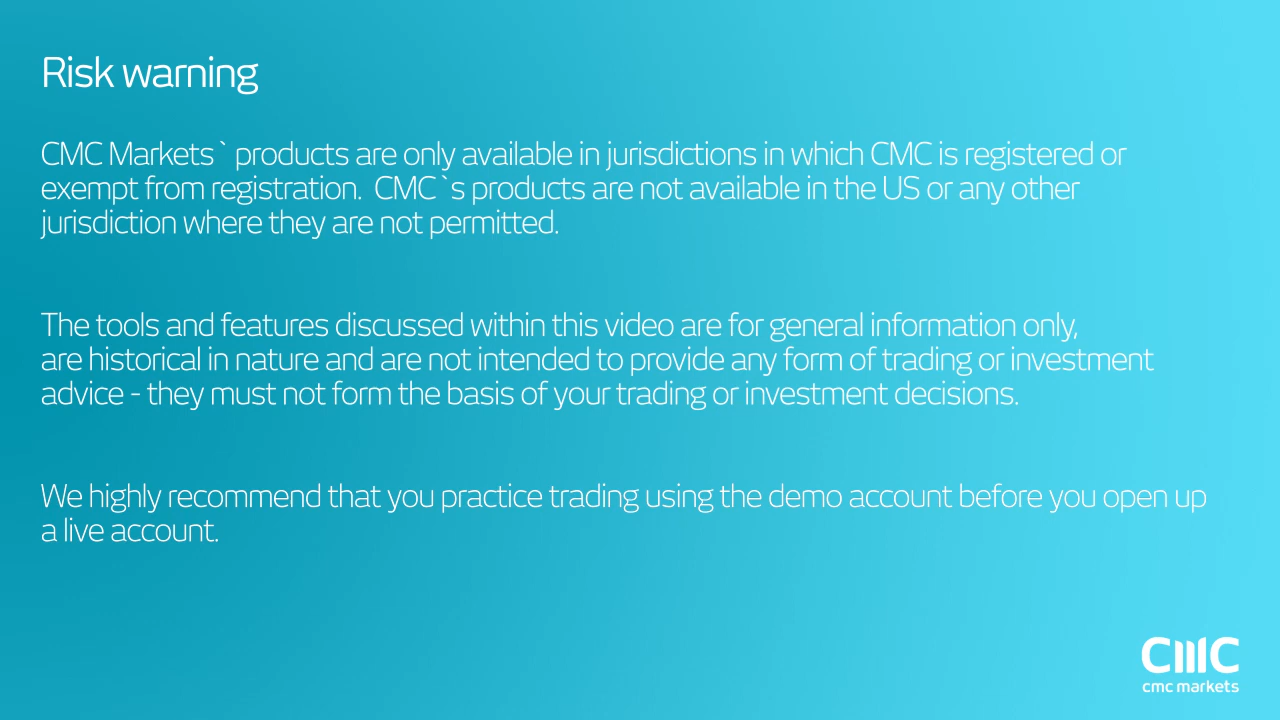 Risk warning
CMC Markets` products are only available in jurisdictions in which CMC is registered or
exempt from registration.  CMC`s products are not available in the US or any other
jurisdiction where they are not permitted.
The tools and features discussed within this video are for general information only,
are historical in nature and are not intended to provide any form of trading or investment
advice - they must not form the basis of your trading or investment decisions.
We highly recommend that you practice trading using the demo account before you open up
a live account.
CMC
cmc markets